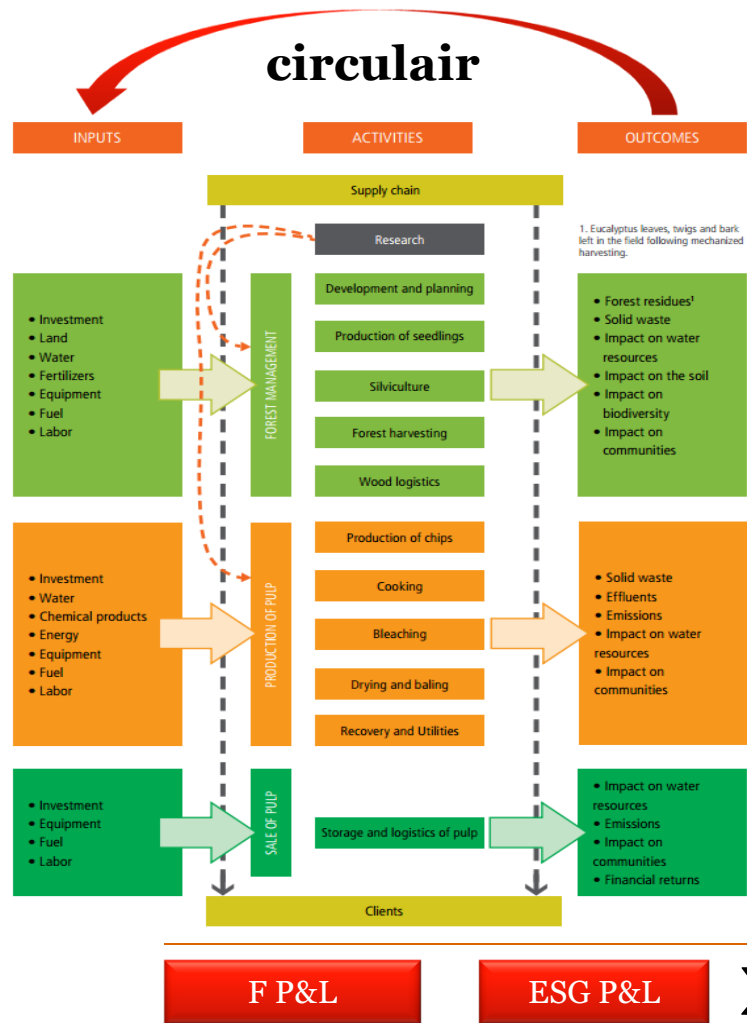 circulair
INPUTS
ACTIVITIES
OUTCOMES
Supply chain
Research
1. Eucalyptus leaves, twigs and bark
left in the field following mechanized
harvesting.
• Investment
• Land
• Water
• Fertilizers
• Equipment
• Fuel
• Labor
FOREST MANAGEMENT
Development and planning
Production of seedlings
Silviculture
Forest harvesting
Wood logistics
• Forest residues¹
• Solid waste
• Impact on water
resources
• Impact on the soil
• Impact on
biodiversity
• Impact on
communities
• Investment
• Water
• Chemical products
• Energy
• Equipment
• Fuel
• Labor
PRODUCTION OF PULP
Production of chips
Cooking
Bleaching
Drying and baling
Recovery and Utilities
• Solid waste
• Effluents
• Emissions
• Impact on water
resources
• Impact on
communities
• Investment
• Equipment
• Fuel
• Labor
SALE OF PULP
Storage and logistics of pulp
• Impact on water
resources
• Emissions
• Impact on
communities
• Financial returns
Clients
F P&L
ESG P&L